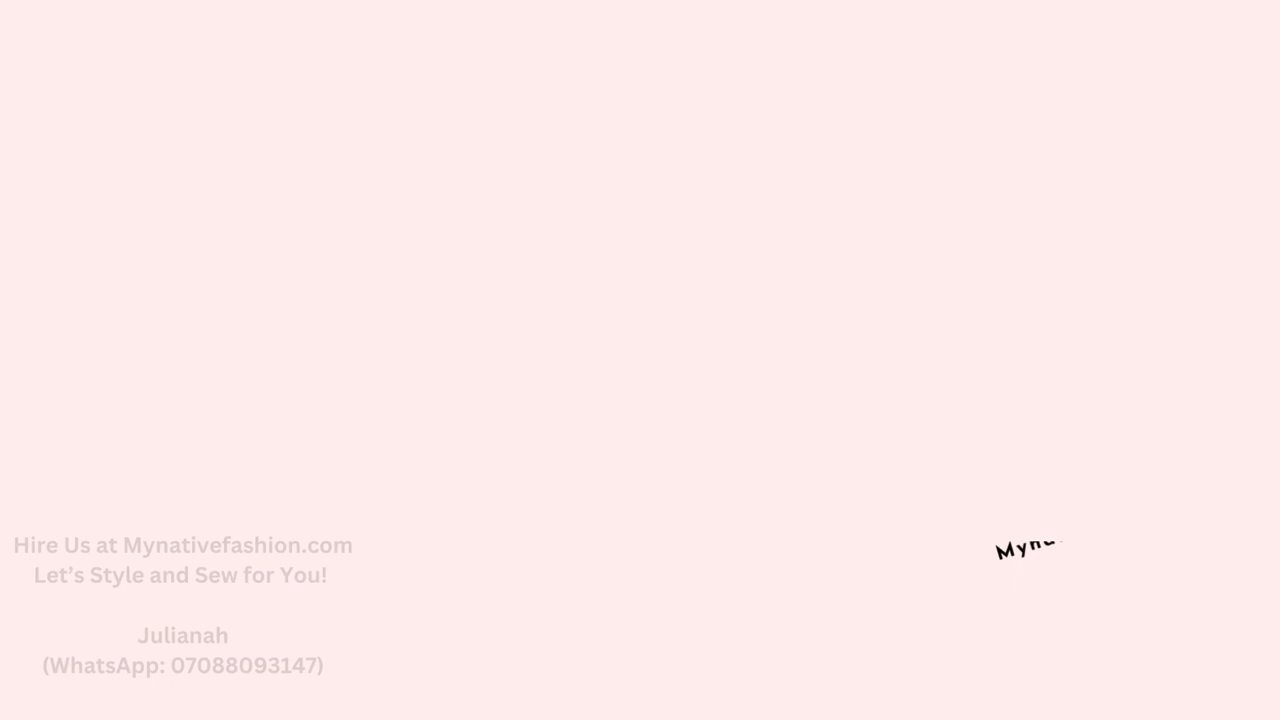 Hire Us at Mynativefashion.com
Let's Style and Sew for You!
Julianah
(WhatsApp: 07088093147)